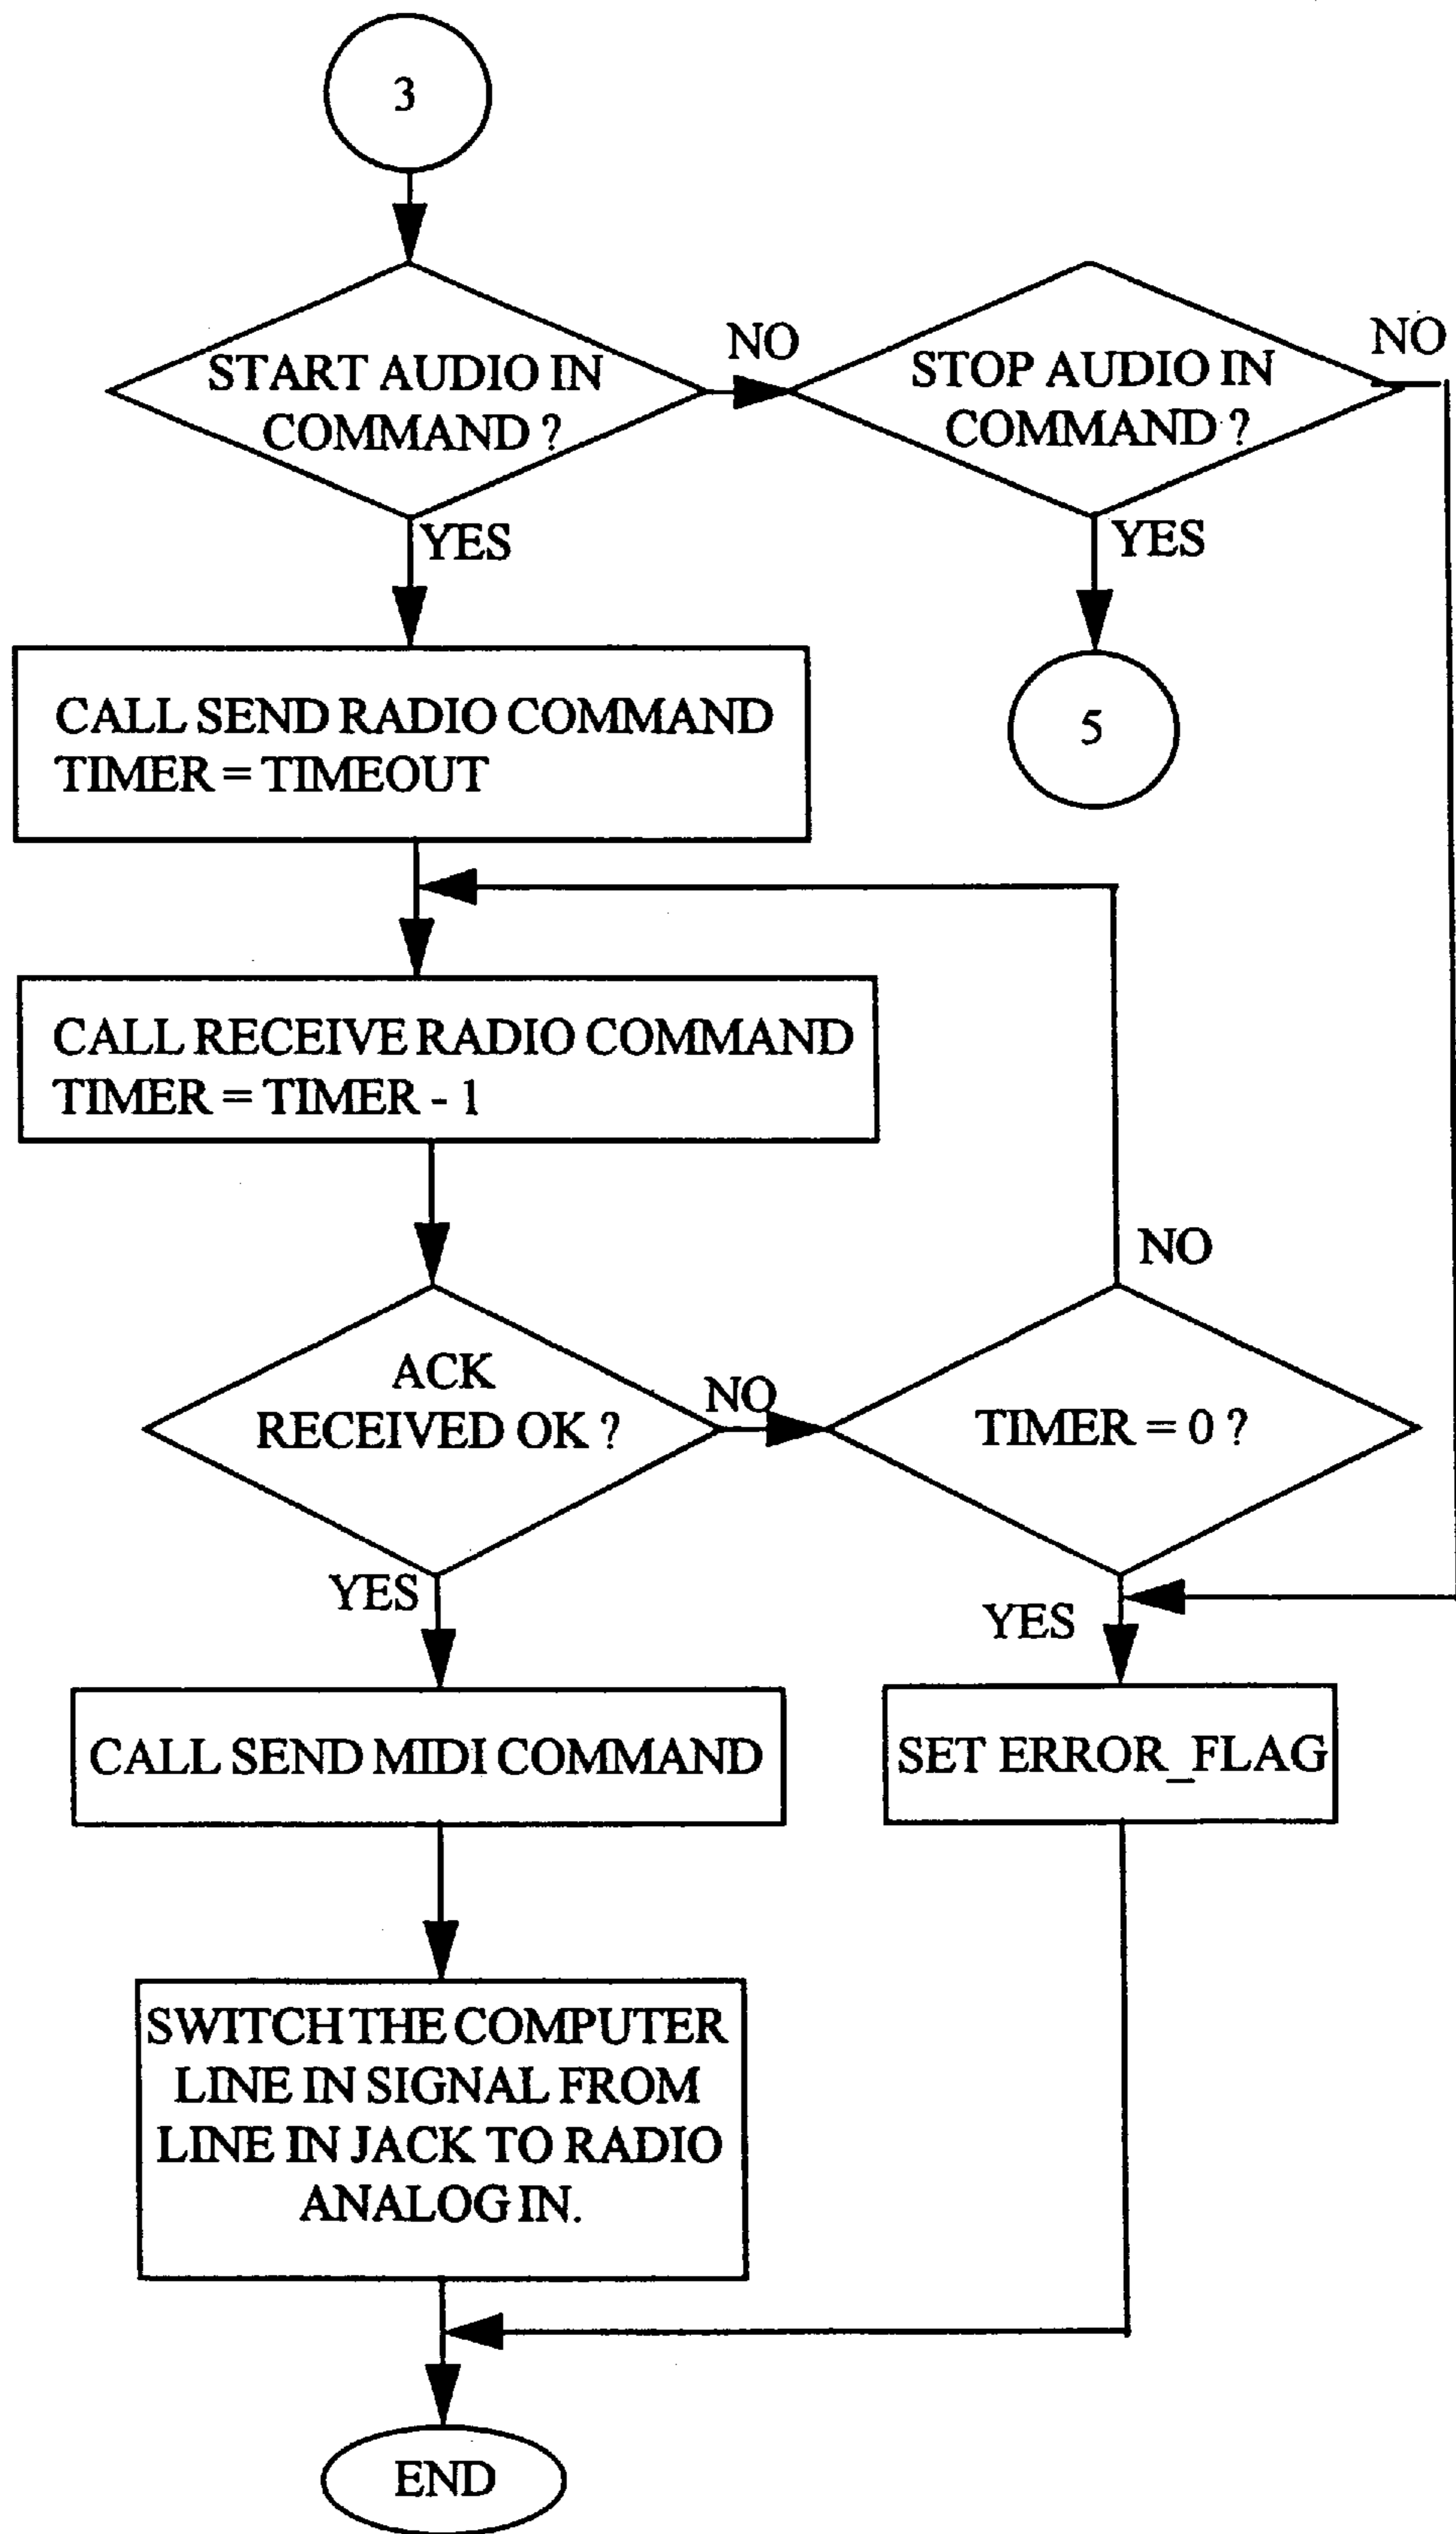 3
START AUDIO IN
COMMAND ?
NO
STOP AUDIO IN
COMMAND ?
NO
YES
YES
CALL SEND RADIO COMMAND
TIMER = TIMEOUT
5
CALL RECEIVE RADIO COMMAND
TIMER = TIMER - 1
NO
ACK
RECEIVED OK ?
NO
TIMER = 0 ?
YES
YES
CALL SEND MIDI COMMAND
SET ERROR_FLAG
SWITCH THE COMPUTER
LINE IN SIGNAL FROM
LINE IN JACK TO RADIO
ANALOG IN.
END